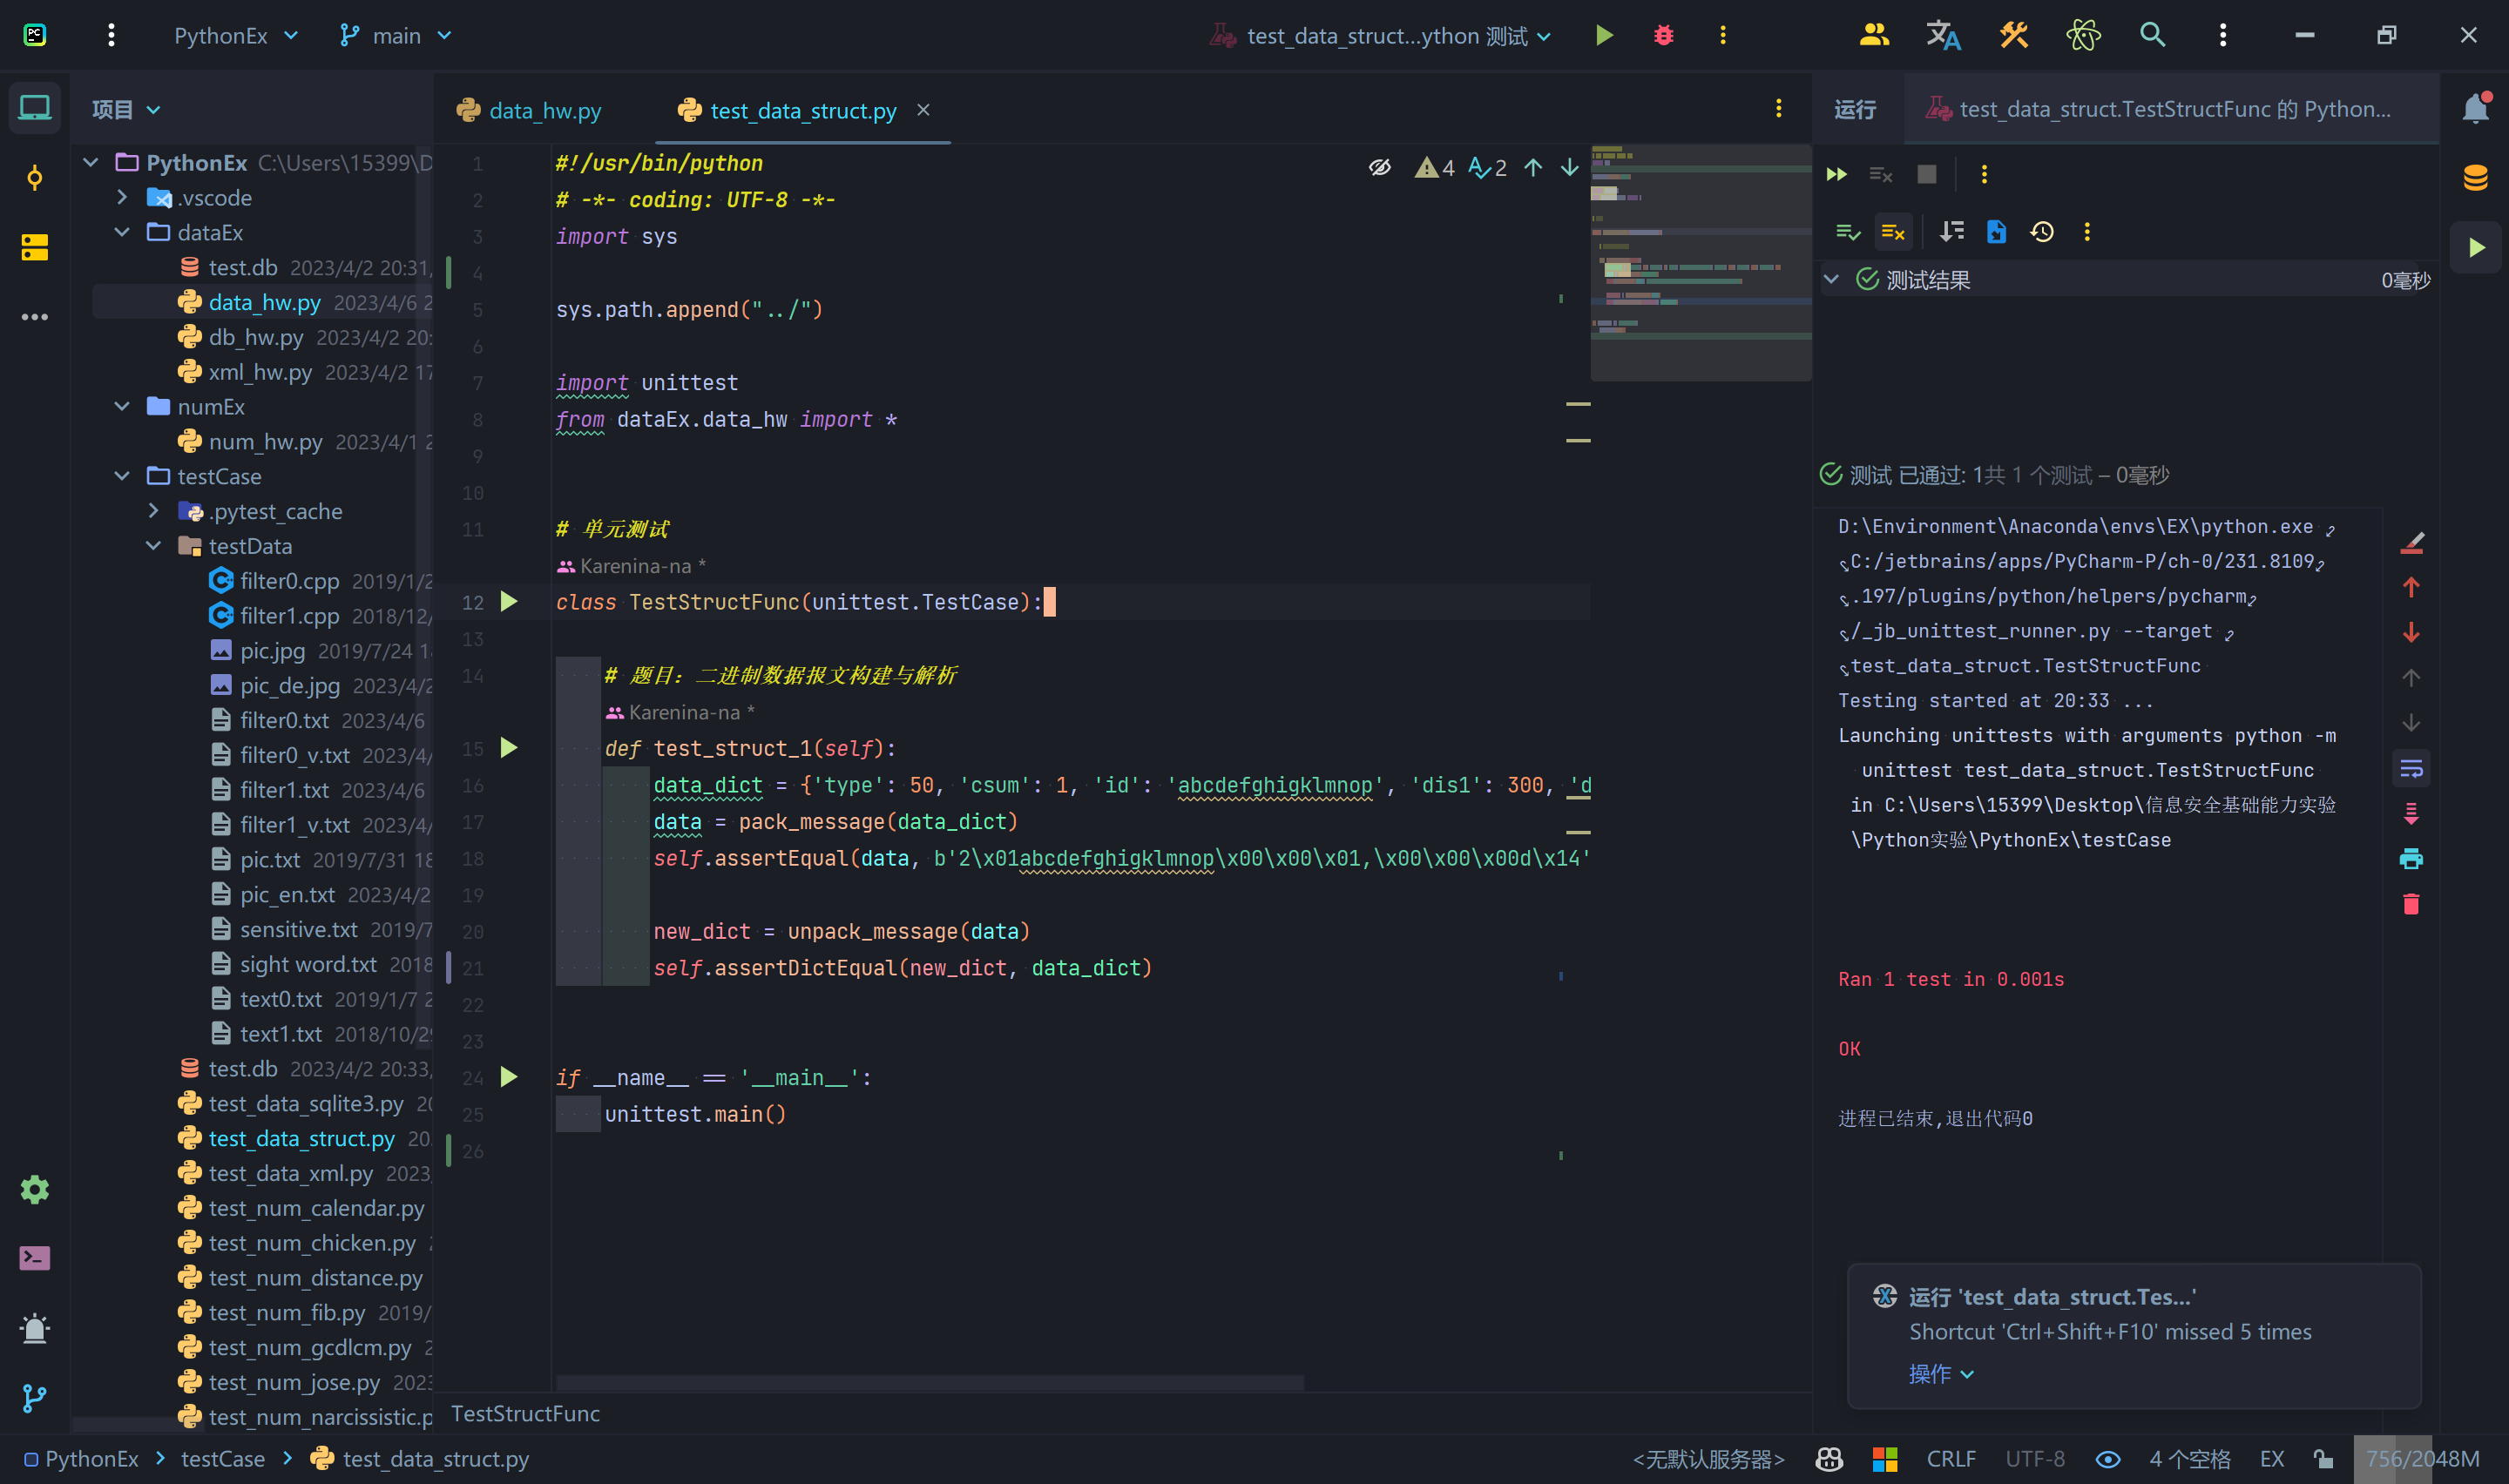 PythonEx
main
test_data_struct...ython 测试
项目
PythonEx C:\Users\15399\D
.vscode
dataEx
test.db 2023/4/2 20:31,
data_hw.py 2023/4/6 2
db_hw.py 2023/4/2 20:
xml_hw.py 2023/4/2 17
numEx
num_hw.py 2023/4/1 2
testCase
.pytest_cache
testData
filter0.cpp 2019/1/2
filter1.cpp 2018/12/
pic.jpg 2019/7/24 1
pic_de.jpg 2023/4/2
filter0.txt 2023/4/6
filter0_v.txt 2023/4/
filter1.txt 2023/4/6
filter1_v.txt 2023/4/
pic.txt 2019/7/31 18
pic_en.txt 2023/4/2
sensitive.txt 2019/7
sight word.txt 2018
text0.txt 2019/1/7 2
text1.txt 2018/10/29
test.db 2023/4/2 20:33,
test_data_sqlite3.py 20
test_data_struct.py 20
test_data_xml.py 2023
test_num_calendar.py
test_num_chicken.py
test_num_distance.py
test_num_fib.py 2019/
test_num_gcdlcm.py 2
test_num_jose.py 2023
test_num_narcissistic.p
data_hw.py
test_data_struct.py
4 2
1 #!/usr/bin/python
2 # -*- coding: UTF-8 -*-
3 import sys
4
5 sys.path.append("../")
6
7 import unittest
8 from dataEx.data_hw import *
9
10
11 # 单元测试
Karenina-na *
12 class TestStructFunc(unittest.TestCase):
13
14 # 题目：二进制数据报文构建与解析
Karenina-na *
15 def test_struct_1(self):
16 data_dict = {'type': 50, 'csum': 1, 'id': 'abcdefghigklmnop', 'dis1': 300, 'd
17 data = pack_message(data_dict)
18 self.assertEqual(data, b'2\x01abcdefghigklmnop\x00\x00\x01,\x00\x00\x00d\x14'
19
20 new_dict = unpack_message(data)
21 self.assertDictEqual(new_dict, data_dict)
22
23
24 if __name__ == '__main__':
25 unittest.main()
26
TestStructFunc
运行
test_data_struct.TestStructFunc 的 Python...
测试结果 0毫秒
测试 已通过: 1共 1 个测试 – 0毫秒
D:\Environment\Anaconda\envs\EX\python.exe
C:/jetbrains/apps/PyCharm-P/ch-0/231.8109
.197/plugins/python/helpers/pycharm
/_jb_unittest_runner.py --target
test_data_struct.TestStructFunc
Testing started at 20:33 ...
Launching unittests with arguments python -m
unittest test_data_struct.TestStructFunc
in C:\Users\15399\Desktop\信息安全基础能力实验
\Python实验\PythonEx\testCase
Ran 1 test in 0.001s
OK
进程已结束,退出代码0
运行 'test_data_struct.Tes...'
Shortcut 'Ctrl+Shift+F10' missed 5 times
操作
PythonEx
testCase
test_data_struct.py
<无默认服务器>
CRLF
UTF-8
4 个空格
EX
756/2048M